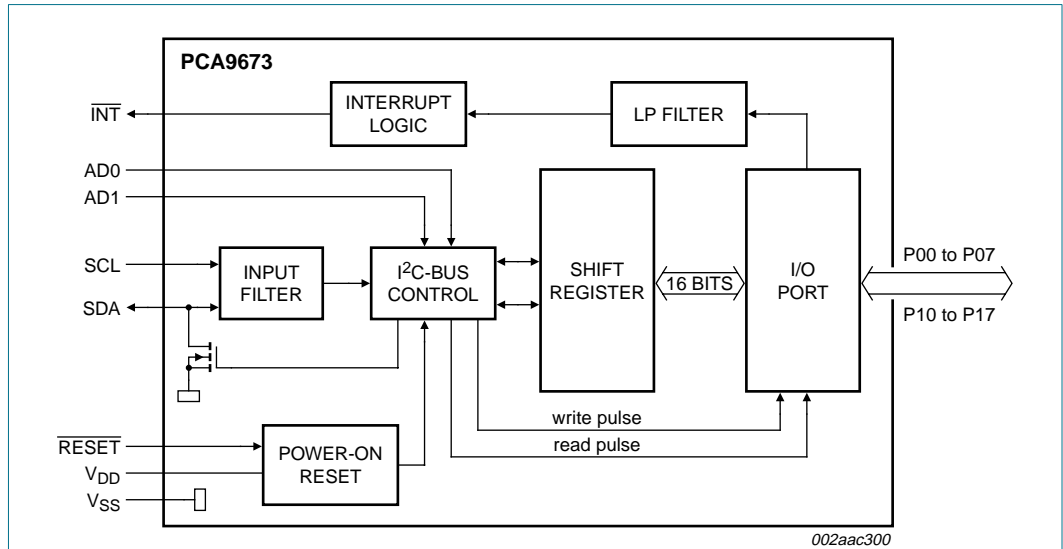 PCA9673
INTERRUPT
LOGIC
LP FILTER
INT
AD0
AD1
SCL
SDA
INPUT
FILTER
I²C-BUS
CONTROL
SHIFT
REGISTER
16 BITS
I/O
PORT
P00 to P07
P10 to P17
write pulse
read pulse
RESET
VDD
VSS
POWER-ON
RESET
002aac300